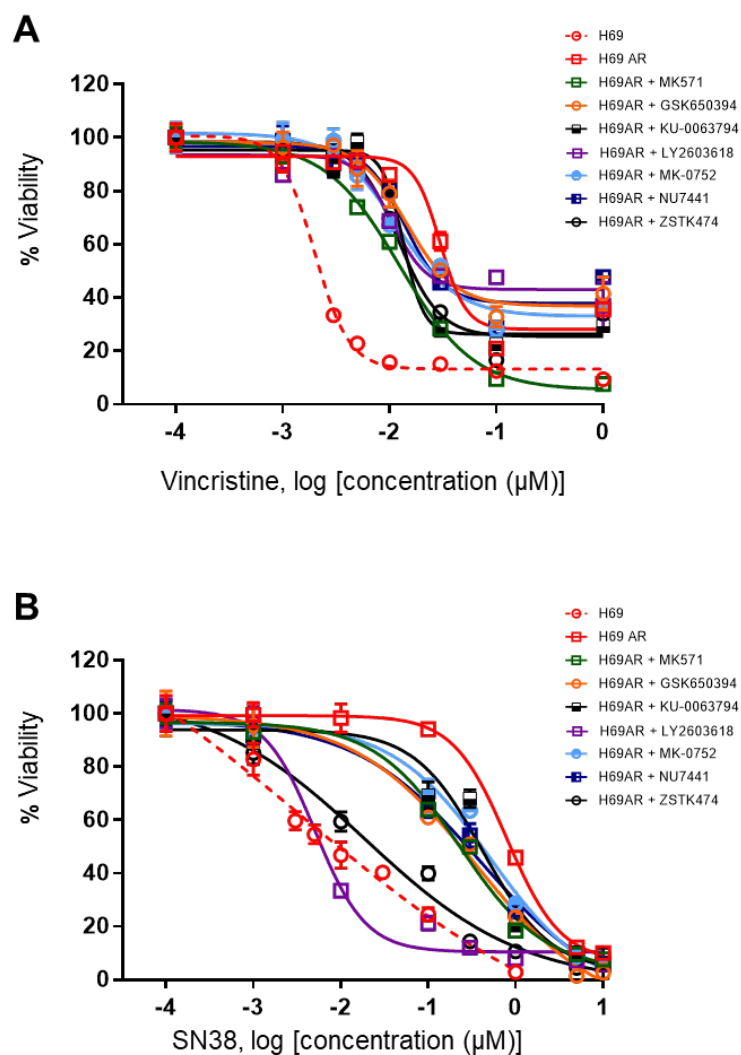 A
H69
H69 AR
H69AR + MK571
H69AR + GSK650394
H69AR + KU-0063794
H69AR + LY2603618
H69AR + MK-0752
H69AR + NU7441
H69AR + ZSTK474
120
100
80
60
40
20
0
% Viability
-4 -3 -2 -1 0
Vincristine, log [concentration (µM)]
B
H69
H69 AR
H69AR + MK571
H69AR + GSK650394
H69AR + KU-0063794
H69AR + LY2603618
H69AR + MK-0752
H69AR + NU7441
H69AR + ZSTK474
120
100
80
60
40
20
0
% Viability
-4 -3 -2 -1 0 1
SN38, log [concentration (µM)]